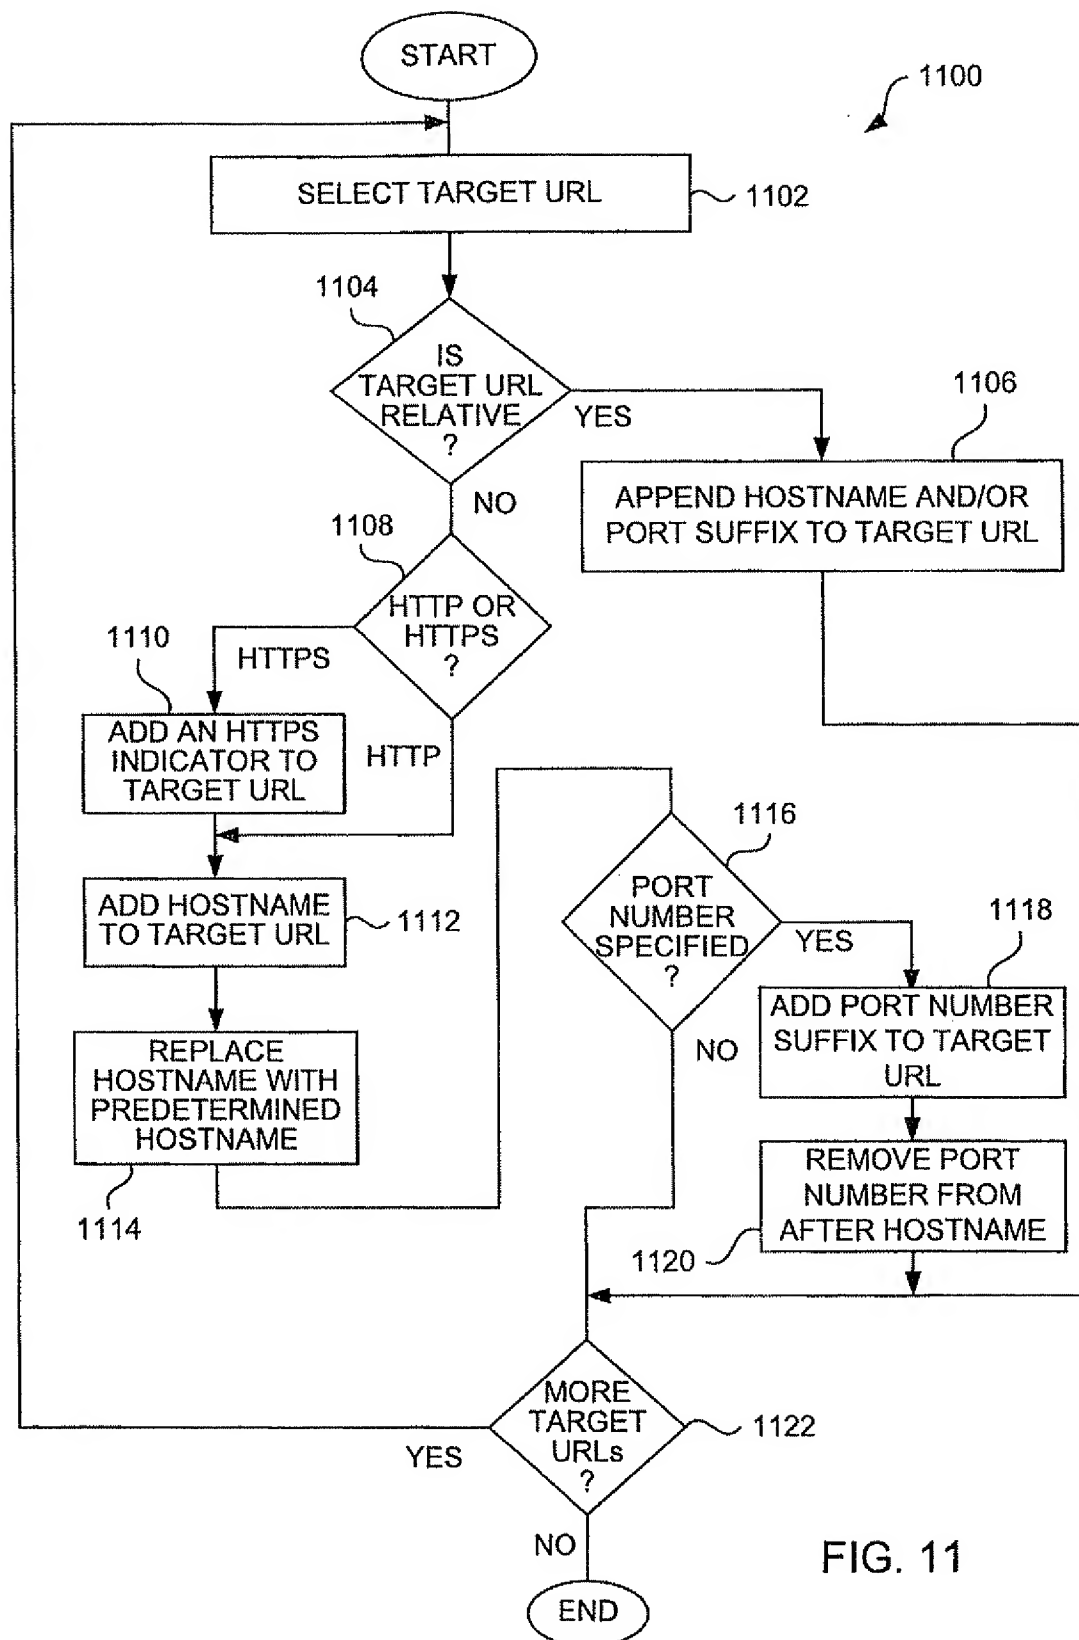 START
1100
SELECT TARGET URL
1102
1104
IS
TARGET URL
RELATIVE
?
YES
1106
APPEND HOSTNAME AND/OR
PORT SUFFIX TO TARGET URL
NO
1108
HTTP OR
HTTPS
?
1110
HTTPS
ADD AN HTTPS
INDICATOR TO
TARGET URL
HTTP
1116
PORT
NUMBER
SPECIFIED
?
YES
1118
ADD HOSTNAME
TO TARGET URL
1112
ADD PORT NUMBER
SUFFIX TO TARGET
URL
NO
REPLACE
HOSTNAME WITH
PREDETERMINED
HOSTNAME
1114
REMOVE PORT
NUMBER FROM
AFTER HOSTNAME
1120
MORE
TARGET
URLs
?
1122
YES
NO
END
FIG. 11